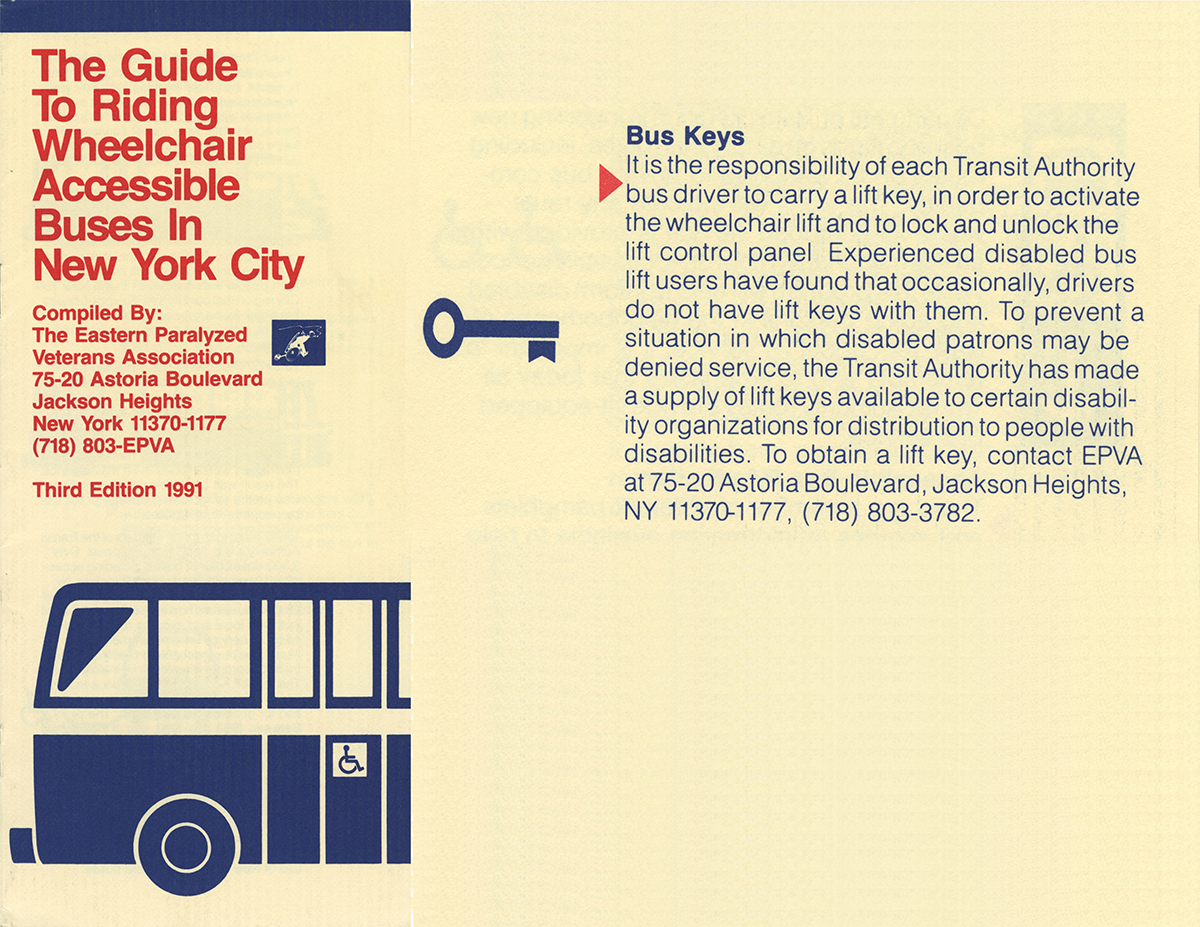 The Guide
To Riding
Wheelchair
Accessible
Buses In
New York City
Compiled By:
The Eastern Paralyzed
Veterans Association
75-20 Astoria Boulevard
Jackson Heights
New York 11370-1177
(718) 803-EPVA
Third Edition 1991
Bus Keys
It is the responsibility of each Transit Authority
bus driver to carry a lift key, in order to activate
the wheelchair lift and to lock and unlock the
lift control panel Experienced disabled bus
lift users have found that occasionally, drivers
do not have lift keys with them. To prevent a
situation in which disabled patrons may be
denied service, the Transit Authority has made
a supply of lift keys available to certain disabil-
ity organizations for distribution to people with
disabilities. To obtain a lift key, contact EPVA
at 75-20 Astoria Boulevard, Jackson Heights,
NY 11370-1177, (718) 803-3782.